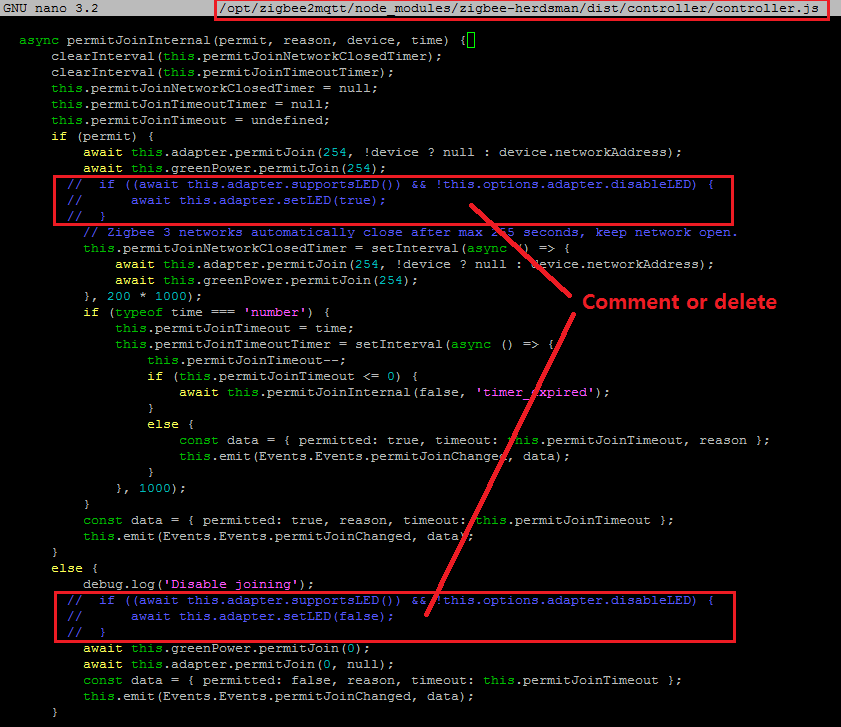 GNU nano 3.2 /opt/zigbee2mqtt/node_modules/zigbee-herdsman/dist/controller/controller.js
async permitJoinInternal(permit, reason, device, time) {
    clearInterval(this.permitJoinNetworkClosedTimer);
    clearInterval(this.permitJoinTimeoutTimer);
    this.permitJoinNetworkClosedTimer = null;
    this.permitJoinTimeoutTimer = null;
    this.permitJoinTimeout = undefined;
    if (permit) {
        await this.adapter.permitJoin(254, !device ? null : device.networkAddress);
        await this.greenPower.permitJoin(254);
      //  if ((await this.adapter.supportsLED()) && !this.options.adapter.disableLED) {
      //      await this.adapter.setLED(true);
      //  }
        // Zigbee 3 networks automatically close after max 255 seconds, keep network open.
        this.permitJoinNetworkClosedTimer = setInterval(async () => {
            await this.adapter.permitJoin(254, !device ? null : device.networkAddress);
            await this.greenPower.permitJoin(254);
        }, 200 * 1000);
Comment or delete
        if (typeof time === 'number') {
            this.permitJoinTimeout = time;
            this.permitJoinTimeoutTimer = setInterval(async () => {
                this.permitJoinTimeout--;
                if (this.permitJoinTimeout <= 0) {
                    await this.permitJoinInternal(false, 'timer_expired');
                }
                else {
                    const data = { permitted: true, timeout: this.permitJoinTimeout, reason };
                    this.emit(Events.Events.permitJoinChanged, data);
                }
            }, 1000);
        }
        const data = { permitted: true, reason, timeout: this.permitJoinTimeout };
        this.emit(Events.Events.permitJoinChanged, data);
    }
    else {
        debug.log('Disable joining');
      //  if ((await this.adapter.supportsLED()) && !this.options.adapter.disableLED) {
      //      await this.adapter.setLED(false);
      //  }
        await this.greenPower.permitJoin(0);
        await this.adapter.permitJoin(0, null);
        const data = { permitted: false, reason, timeout: this.permitJoinTimeout };
        this.emit(Events.Events.permitJoinChanged, data);
    }